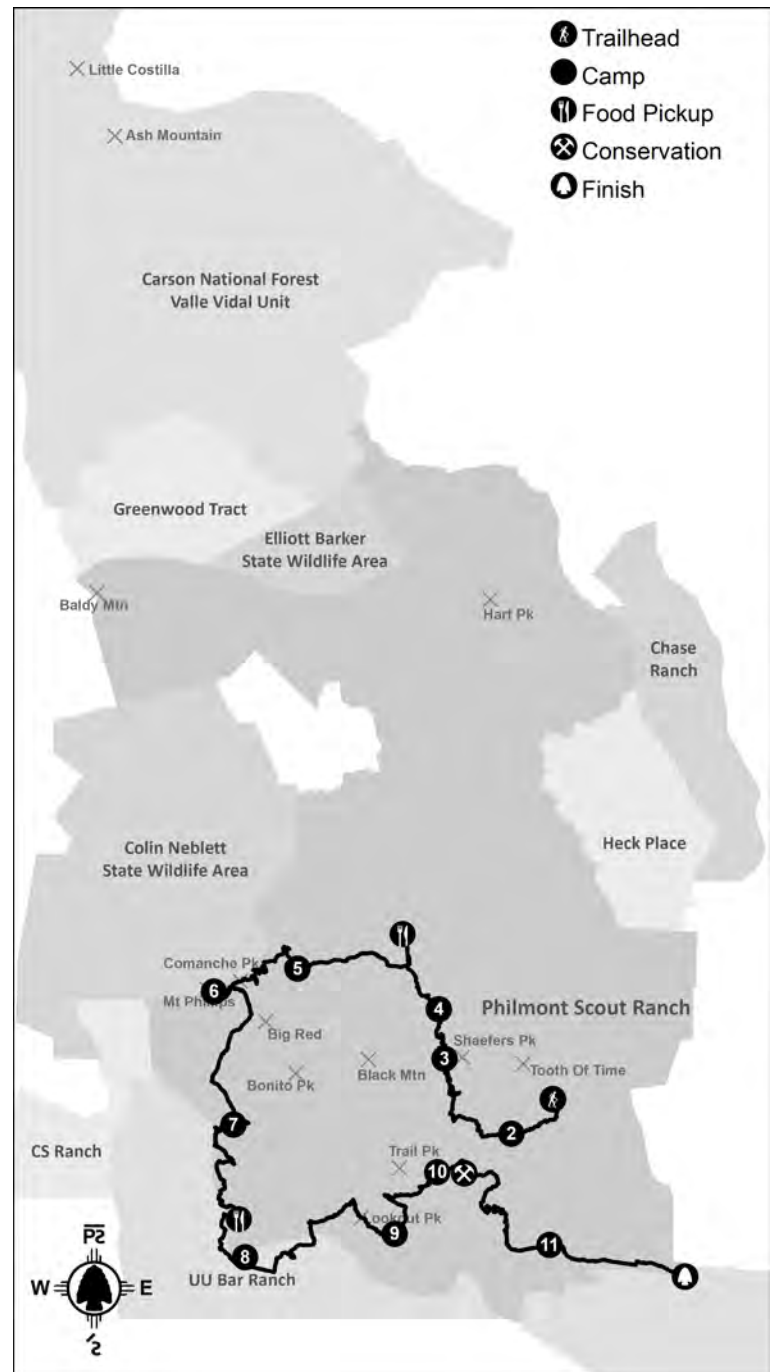 Trailhead
Camp
Food Pickup
Conservation
Finish
Little Costilla
Ash Mountain
Carson National Forest
Valle Vidal Unit
Greenwood Tract
Elliott Barker
State Wildlife Area
Baldy Mtn
Hart Pk
Chase
Ranch
Colin Neblett
State Wildlife Area
Heck Place
Comanche Pk
5
6
Mt Phillips
4
Philmont Scout Ranch
Big Red
3
Shaefers Pk
Black Mtn
Tooth Of Time
Bonito Pk
7
2
CS Ranch
Trail Pk
10
Lookout Pk
9
11
8
UU Bar Ranch
W
E